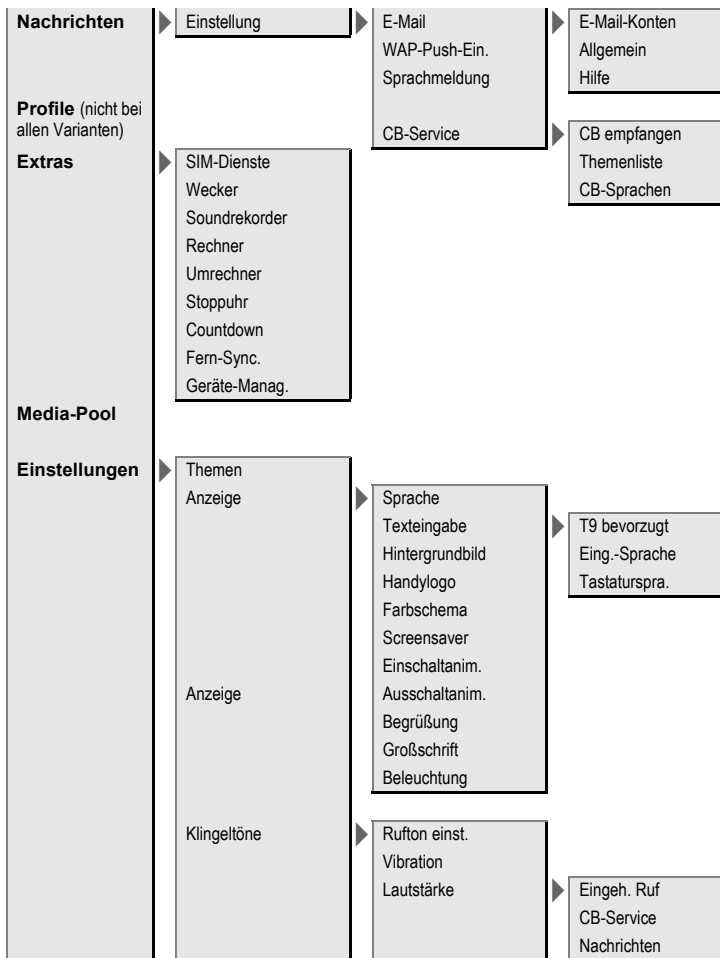 Nachrichten
Einstellung
E-Mail
E-Mail-Konten
WAP-Push-Ein.
Allgemein
Sprachmeldung
Hilfe
Profile (nicht bei
allen Varianten)
CB-Service
CB empfangen
Extras
SIM-Dienste
Themenliste
Wecker
CB-Sprachen
Soundrekorder
Rechner
Umrechner
Stoppuhr
Countdown
Fern-Sync.
Geräte-Manag.
Media-Pool
Einstellungen
Themen
Anzeige
Sprache
Texteingabe
T9 bevorzugt
Hintergrundbild
Eing.-Sprache
Handylogo
Tastaturspra.
Farbschema
Screensaver
Einschaltanim.
Anzeige
Ausschaltanim.
Begrüßung
Großschrift
Beleuchtung
Klingeltöne
Rufton einst.
Vibration
Lautstärke
Eingeh. Ruf
CB-Service
Nachrichten